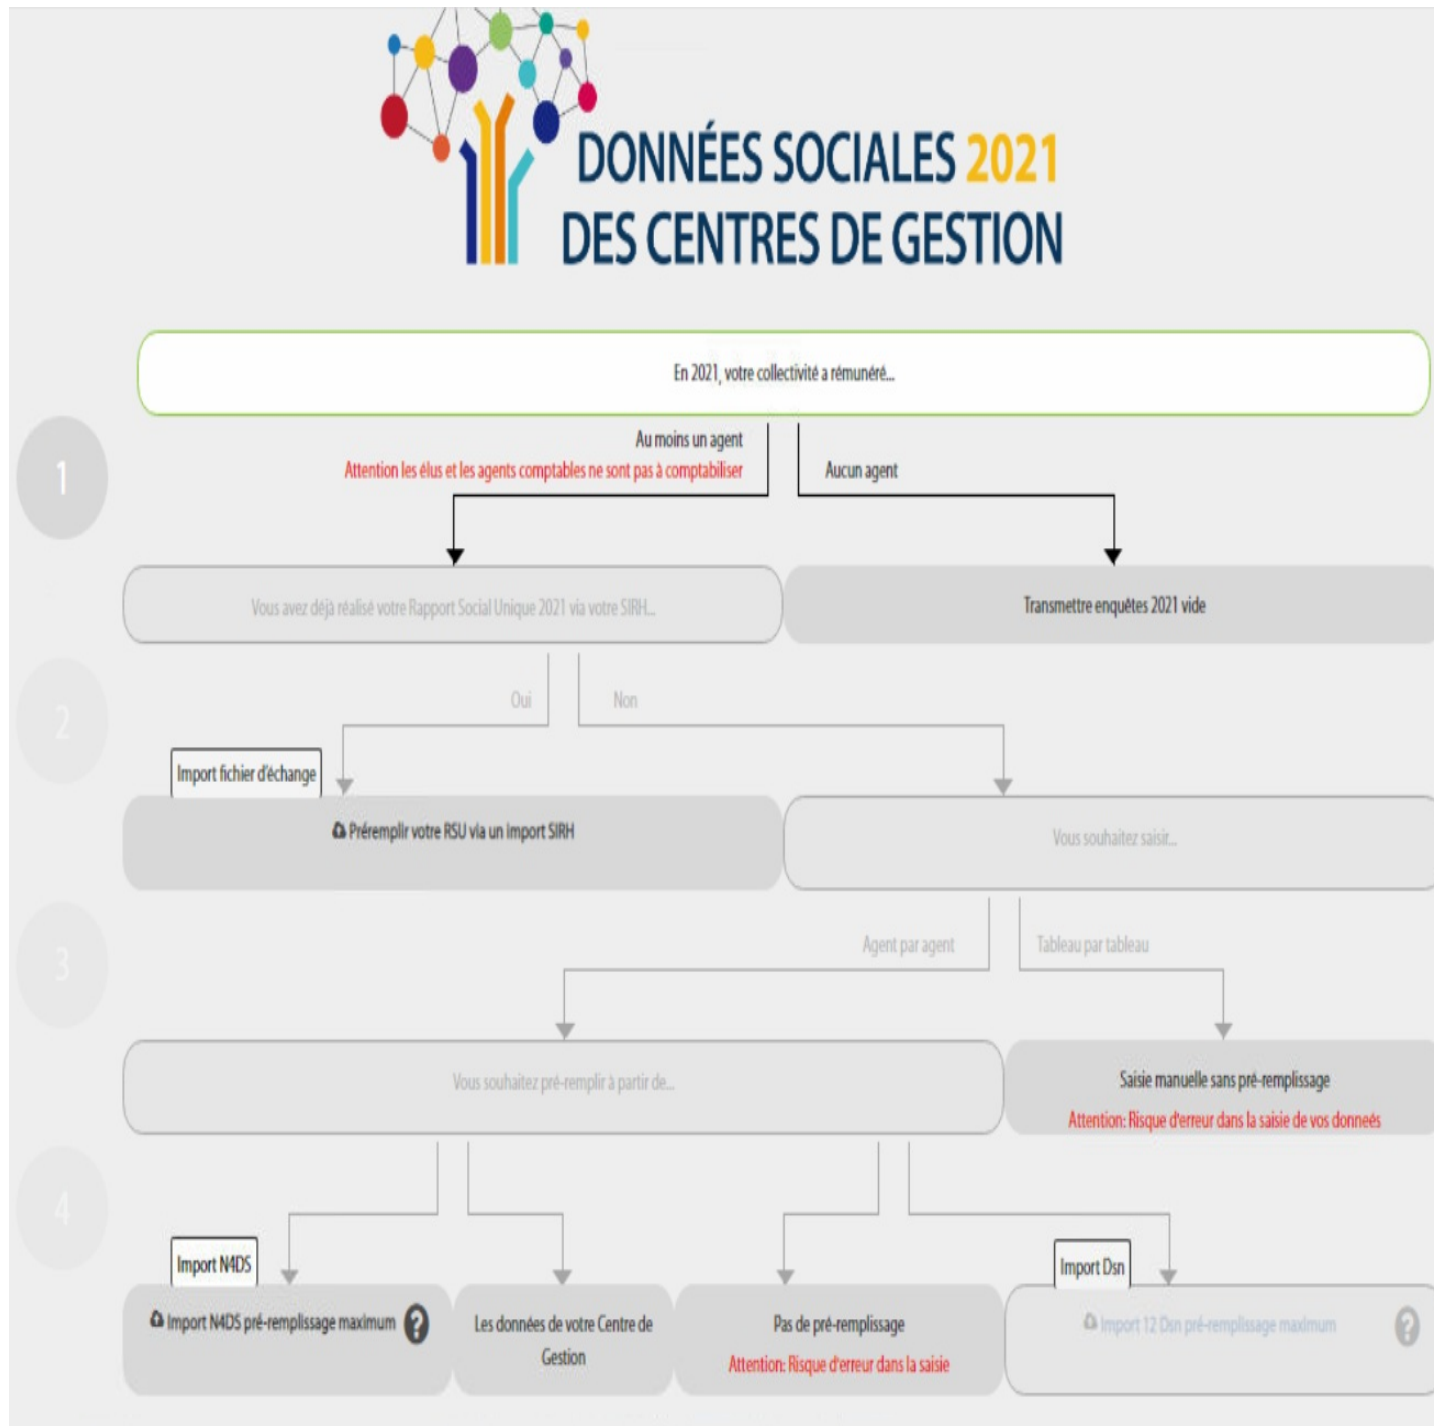 DONNÉES SOCIALES 2021
DES CENTRES DE GESTION
En 2021, votre collectivité a rémunéré...
1
Au moins un agent
Attention les élus et les agents comptables ne sont pas à comptabiliser
Aucun agent
Vous avez déjà réalisé votre Rapport Social Unique 2021 via votre SIRH...
Transmettre enquêtes 2021 vide
2
Oui
Non
Import fichier d'échange
Préremplir votre RSU via un import SIRH
Vous souhaitez saisir...
3
Agent par agent
Tableau par tableau
Vous souhaitez pré-remplir à partir de...
Saisie manuelle sans pré-remplissage
Attention: Risque d'erreur dans la saisie de vos donneés
4
Import N4DS
Import N4DS pré-remplissage maximum ?
Les données de votre Centre de
Gestion
Pas de pré-remplissage
Attention: Risque d'erreur dans la saisie
Import Dsn
Import 12 Dsn pré-remplissage maximum ?